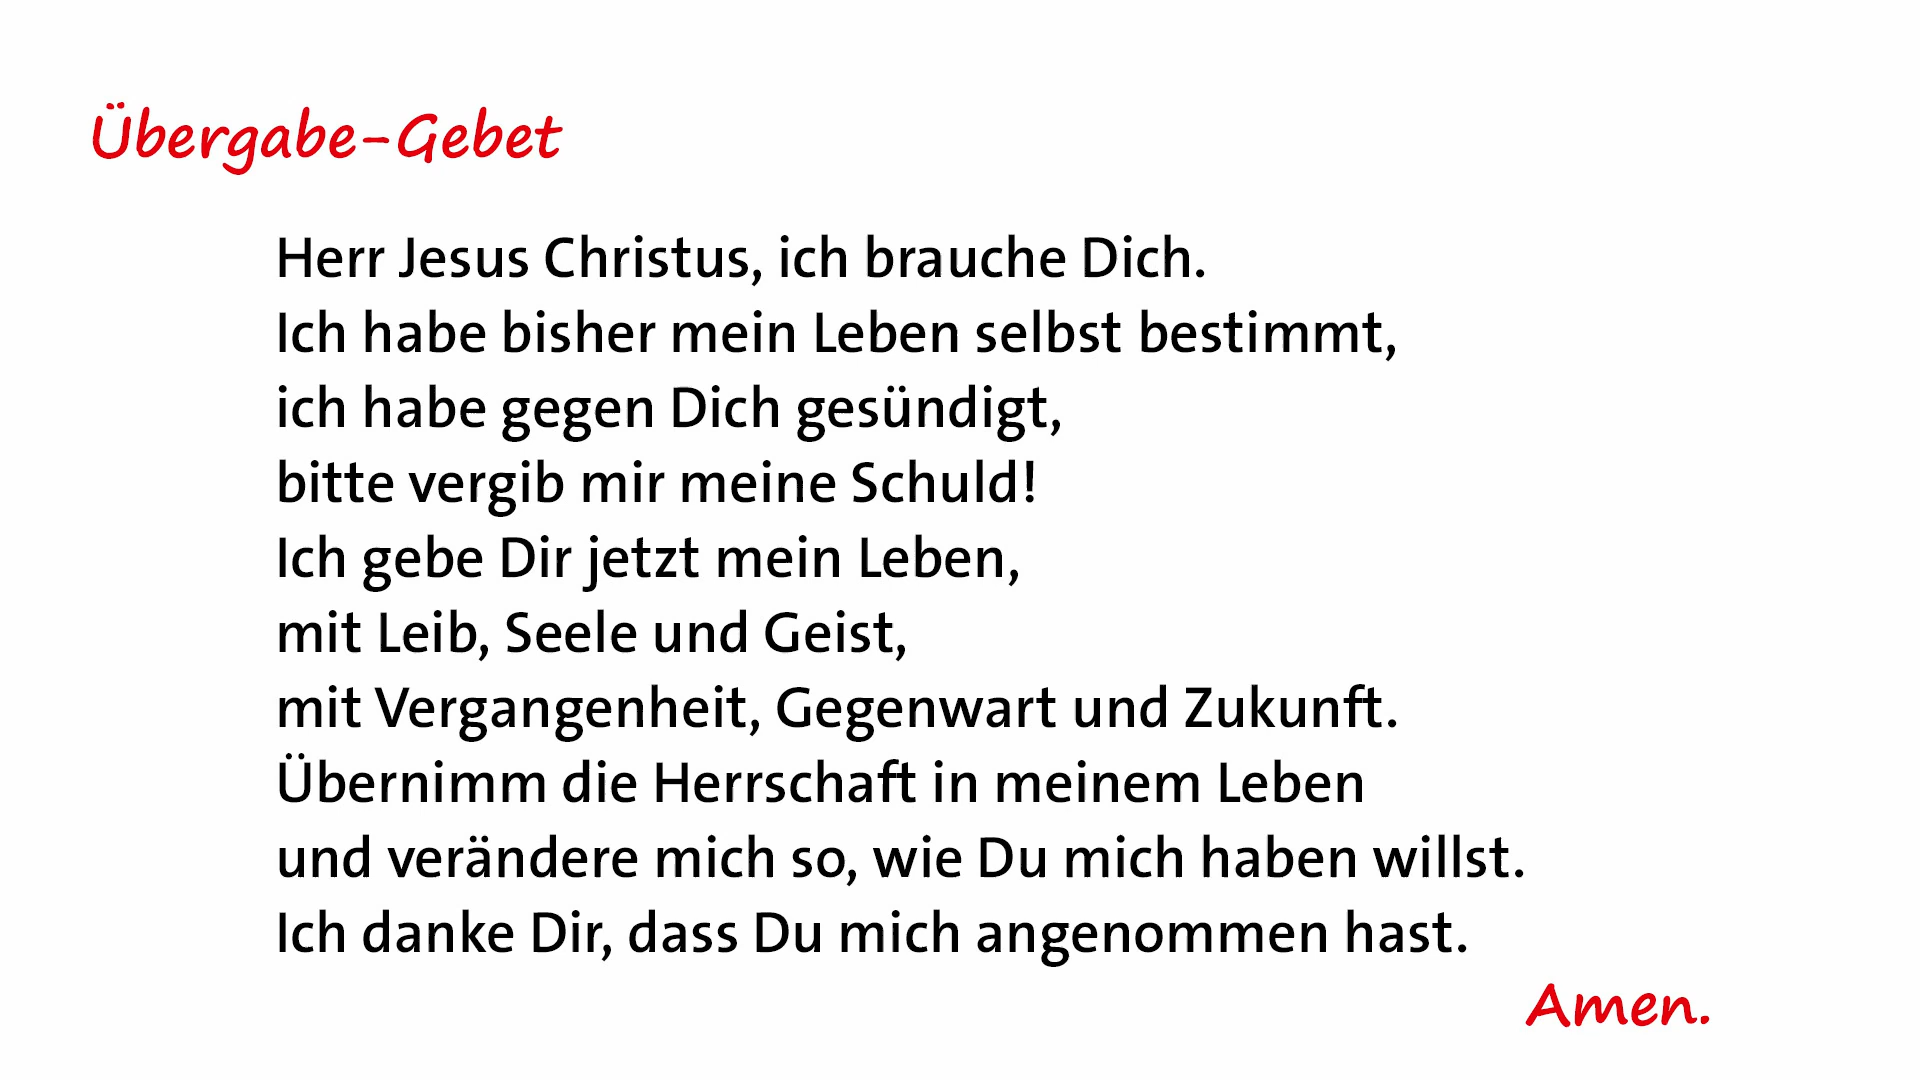 Übergabe-Gebet
Herr Jesus Christus, ich brauche Dich.
Ich habe bisher mein Leben selbst bestimmt,
ich habe gegen Dich gesündigt,
bitte vergib mir meine Schuld!
Ich gebe Dir jetzt mein Leben,
mit Leib, Seele und Geist,
mit Vergangenheit, Gegenwart und Zukunft.
Übernimm die Herrschaft in meinem Leben
und verändere mich so, wie Du mich haben willst.
Ich danke Dir, dass Du mich angenommen hast.
Amen.